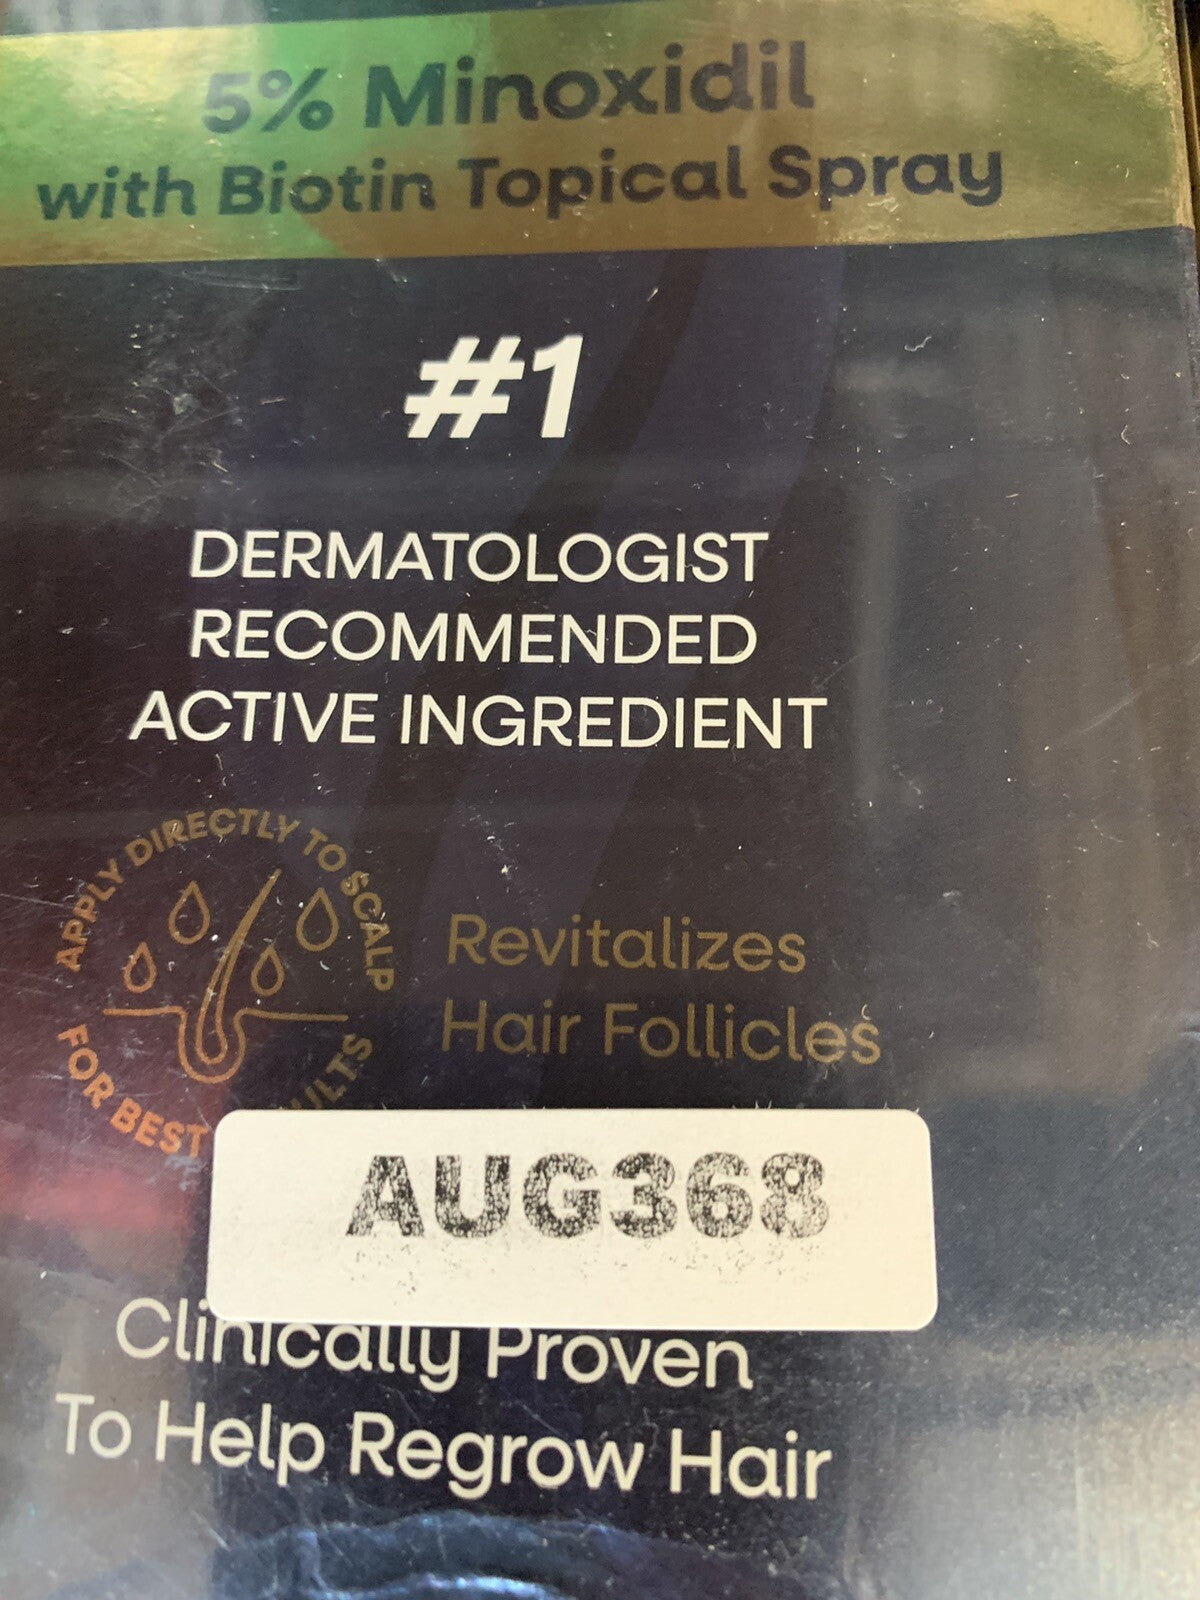 5% Minoxidil
with Biotin Topical Spray
#1
DERMATOLOGIST
RECOMMENDED
ACTIVE INGREDIENT
APPLY DIRECTLY TO SCALP
FOR BEST
Revitalizes
Hair Follicles
AUG368
Clinically Proven
To Help Regrow Hair